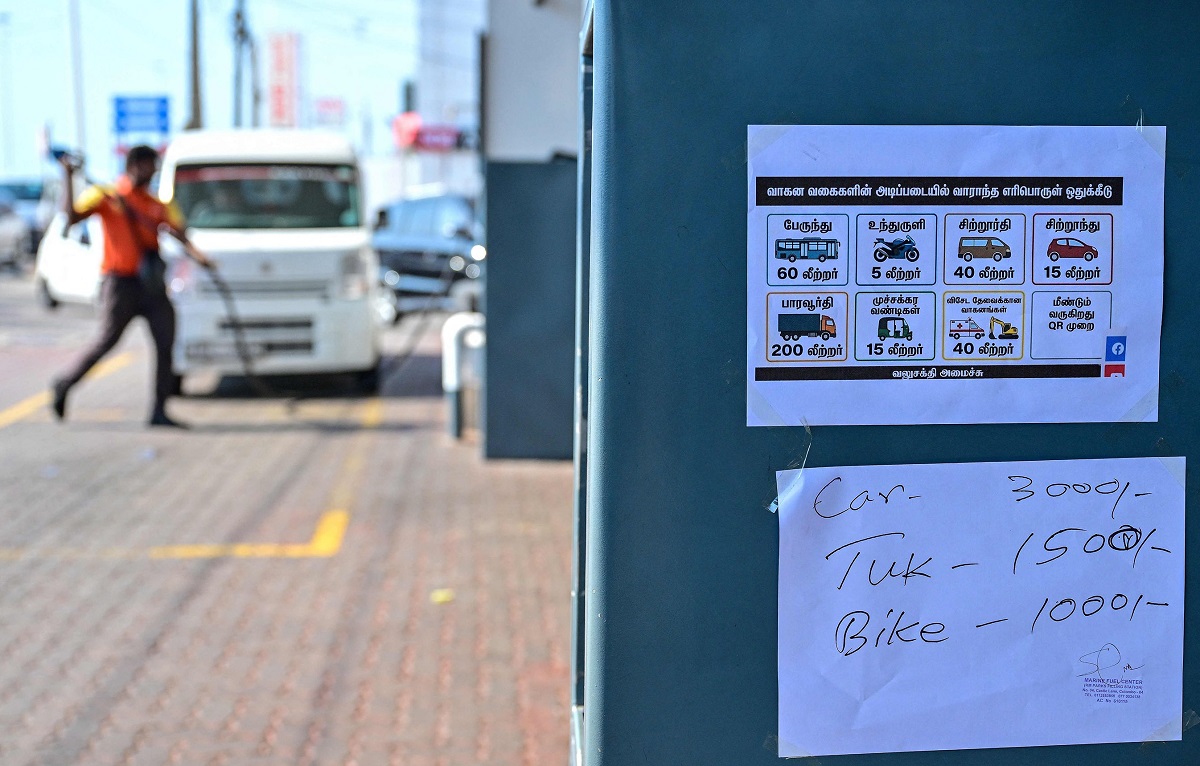 வாகன வகைகளின் அடிப்படையில் வாராந்த எரிபொருள் ஒதுக்கீடு
பேருந்து
60 லீற்றர்
உந்துருளி
5 லீற்றர்
சிற்றூர்தி
40 லீற்றர்
சிற்றூந்து
15 லீற்றர்
பாரவூர்தி
200 லீற்றர்
முச்சக்கர
வண்டிகள்
15 லீற்றர்
விசேட தேவைக்கான
வாகனங்கள்
40 லீற்றர்
மீண்டும்
வருகிறது
QR முறை
வலுசக்தி அமைச்சு
Car- 3000/-
Tuk - 1500/-
Bike - 1000/-
MARINE FUEL CENTER